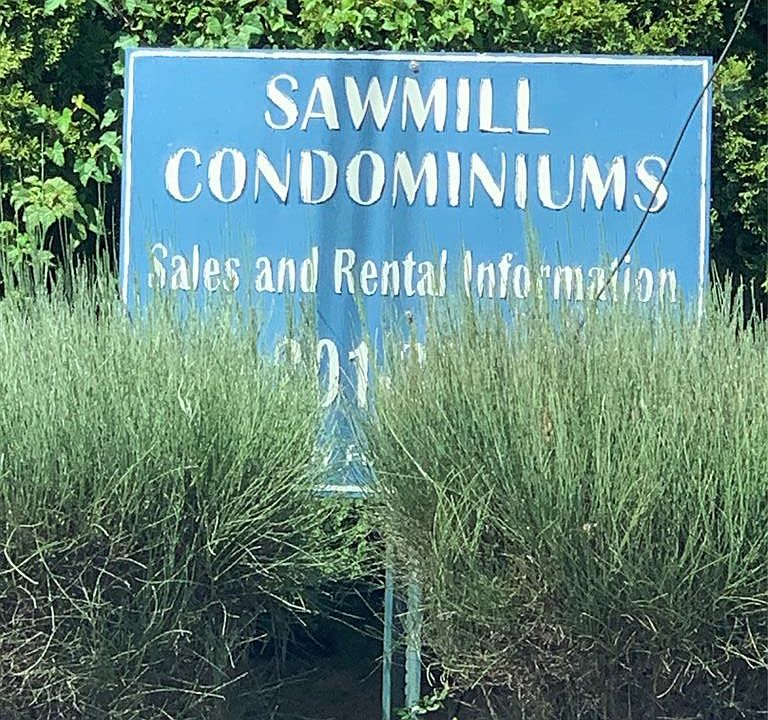 SAWMILL
CONDOMINIUMS
Sales and Rental Information